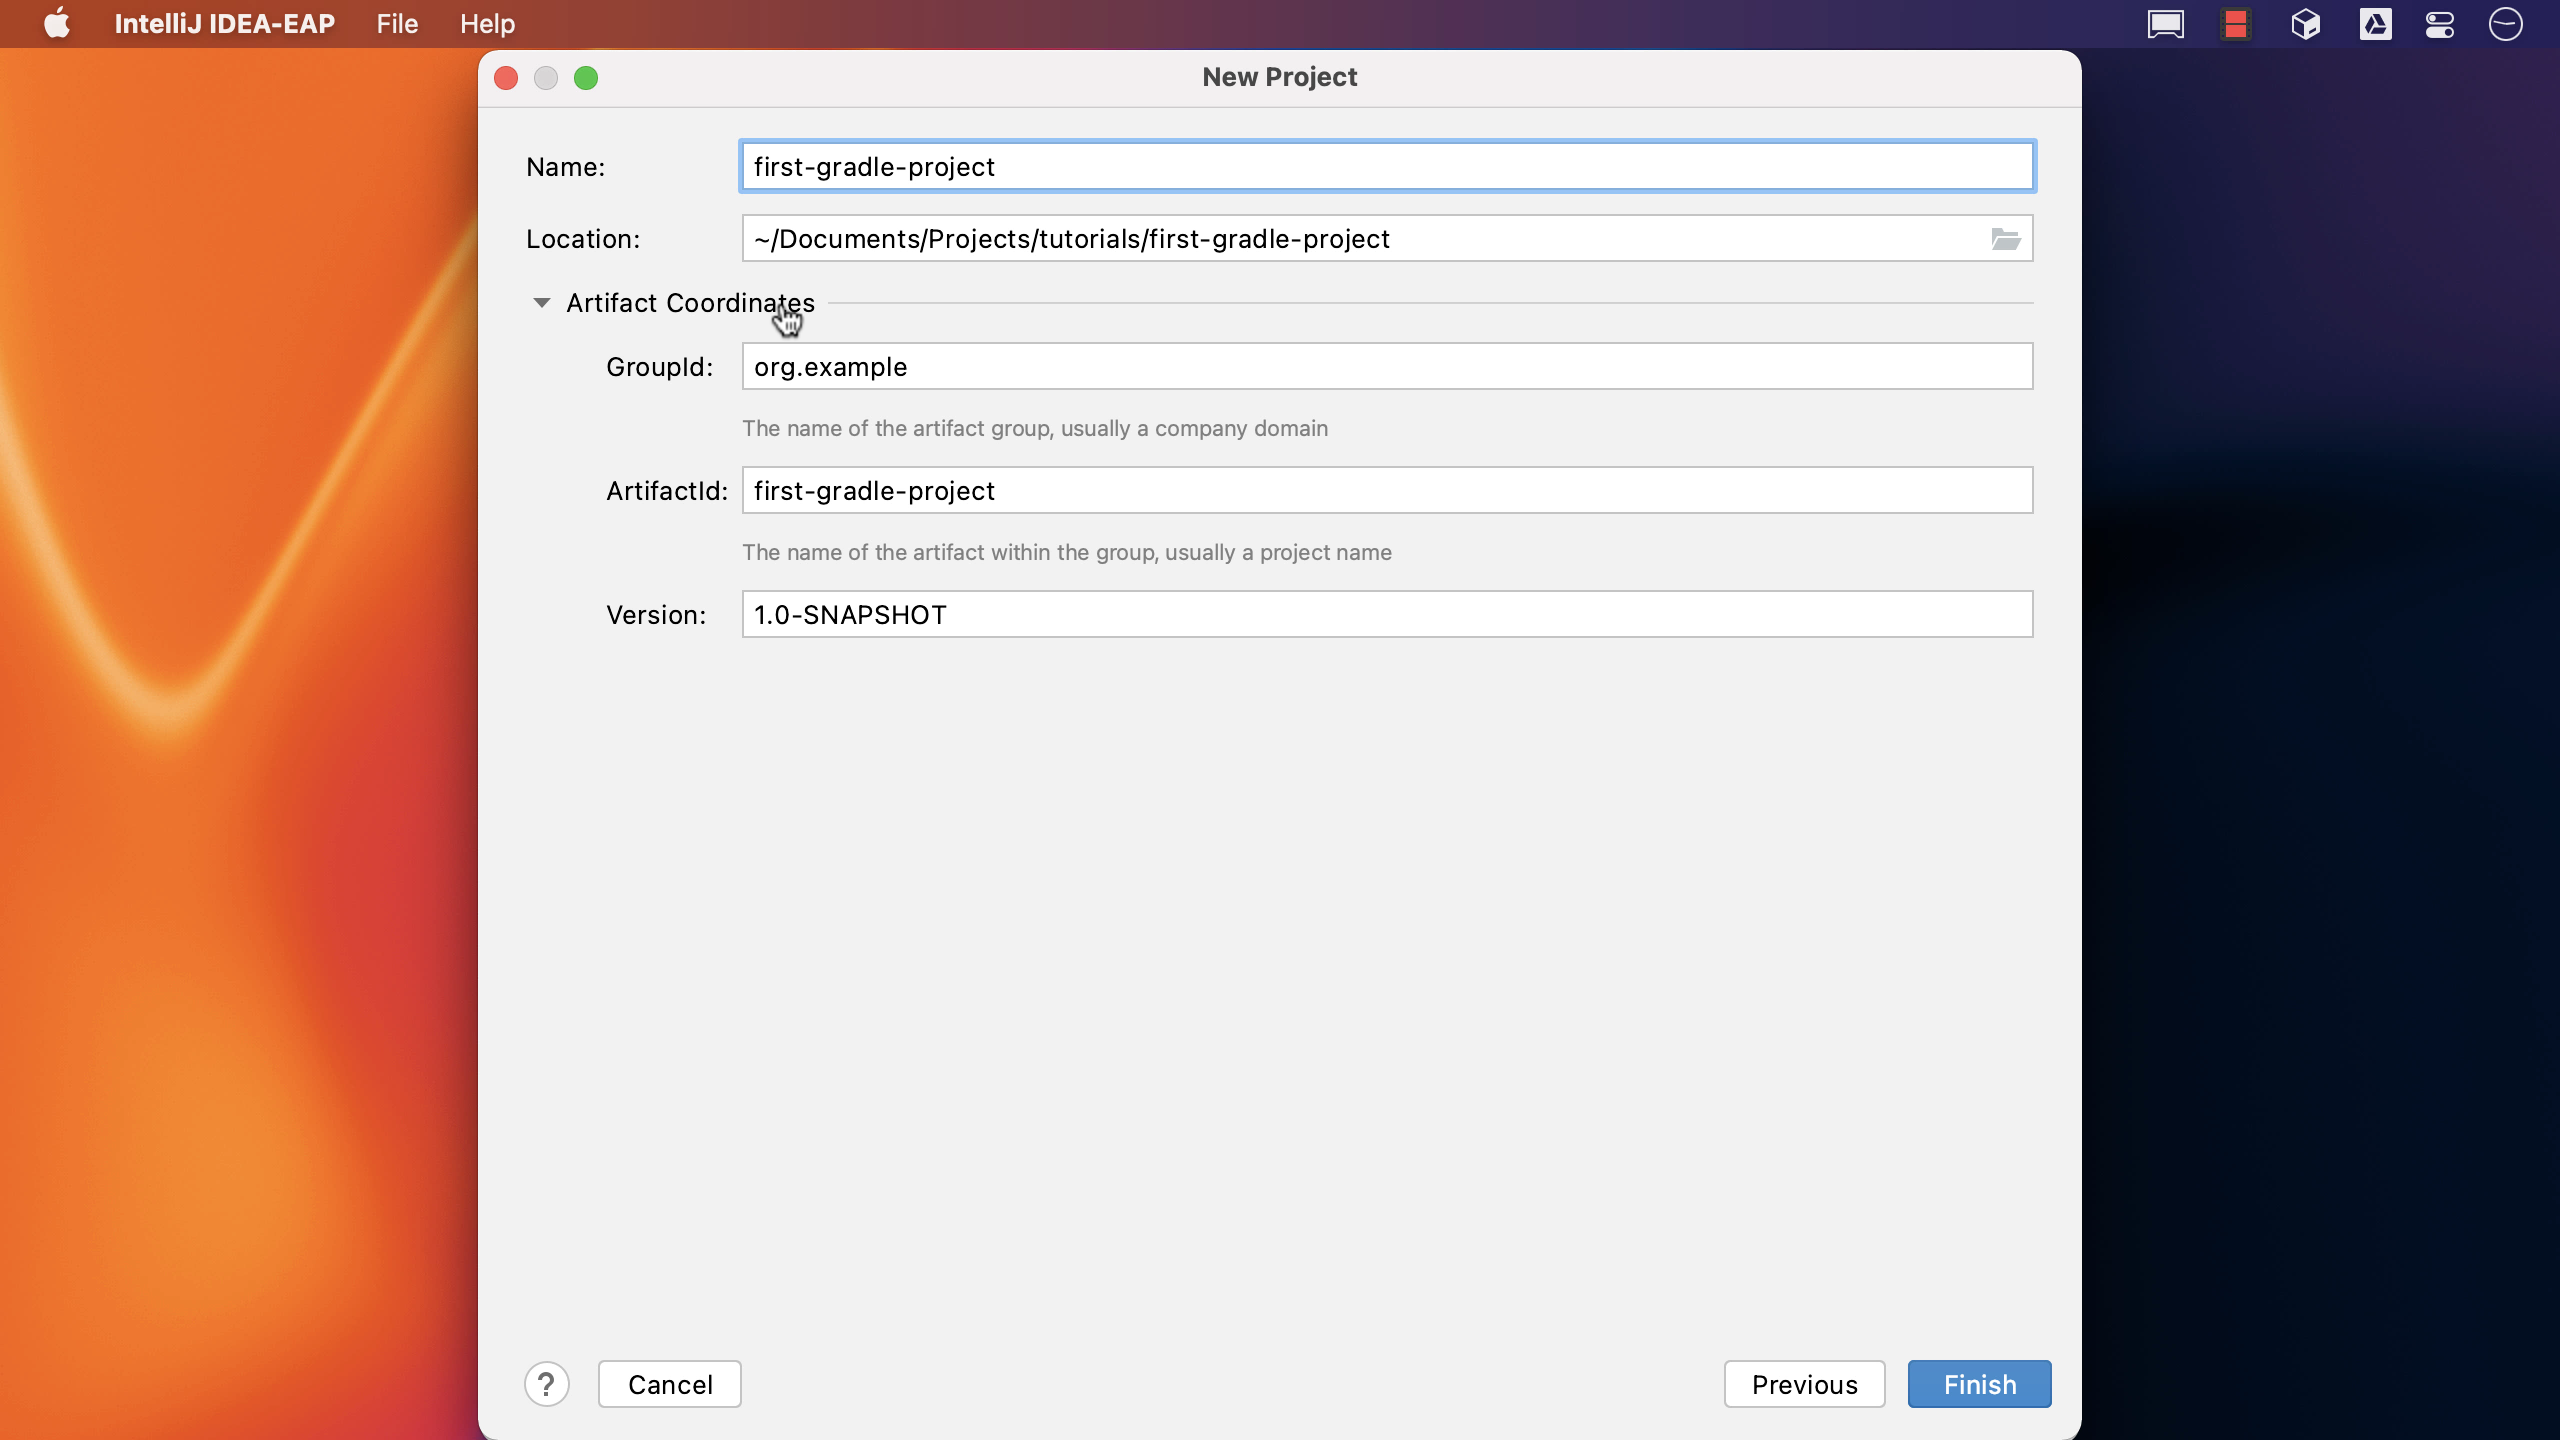 IntelliJ IDEA-EAP File Help
New Project
Name: first-gradle-project
Location: ~/Documents/Projects/tutorials/first-gradle-project
Artifact Coordinates
GroupId: org.example
The name of the artifact group, usually a company domain
ArtifactId: first-gradle-project
The name of the artifact within the group, usually a project name
Version: 1.0-SNAPSHOT
? Cancel Previous Finish